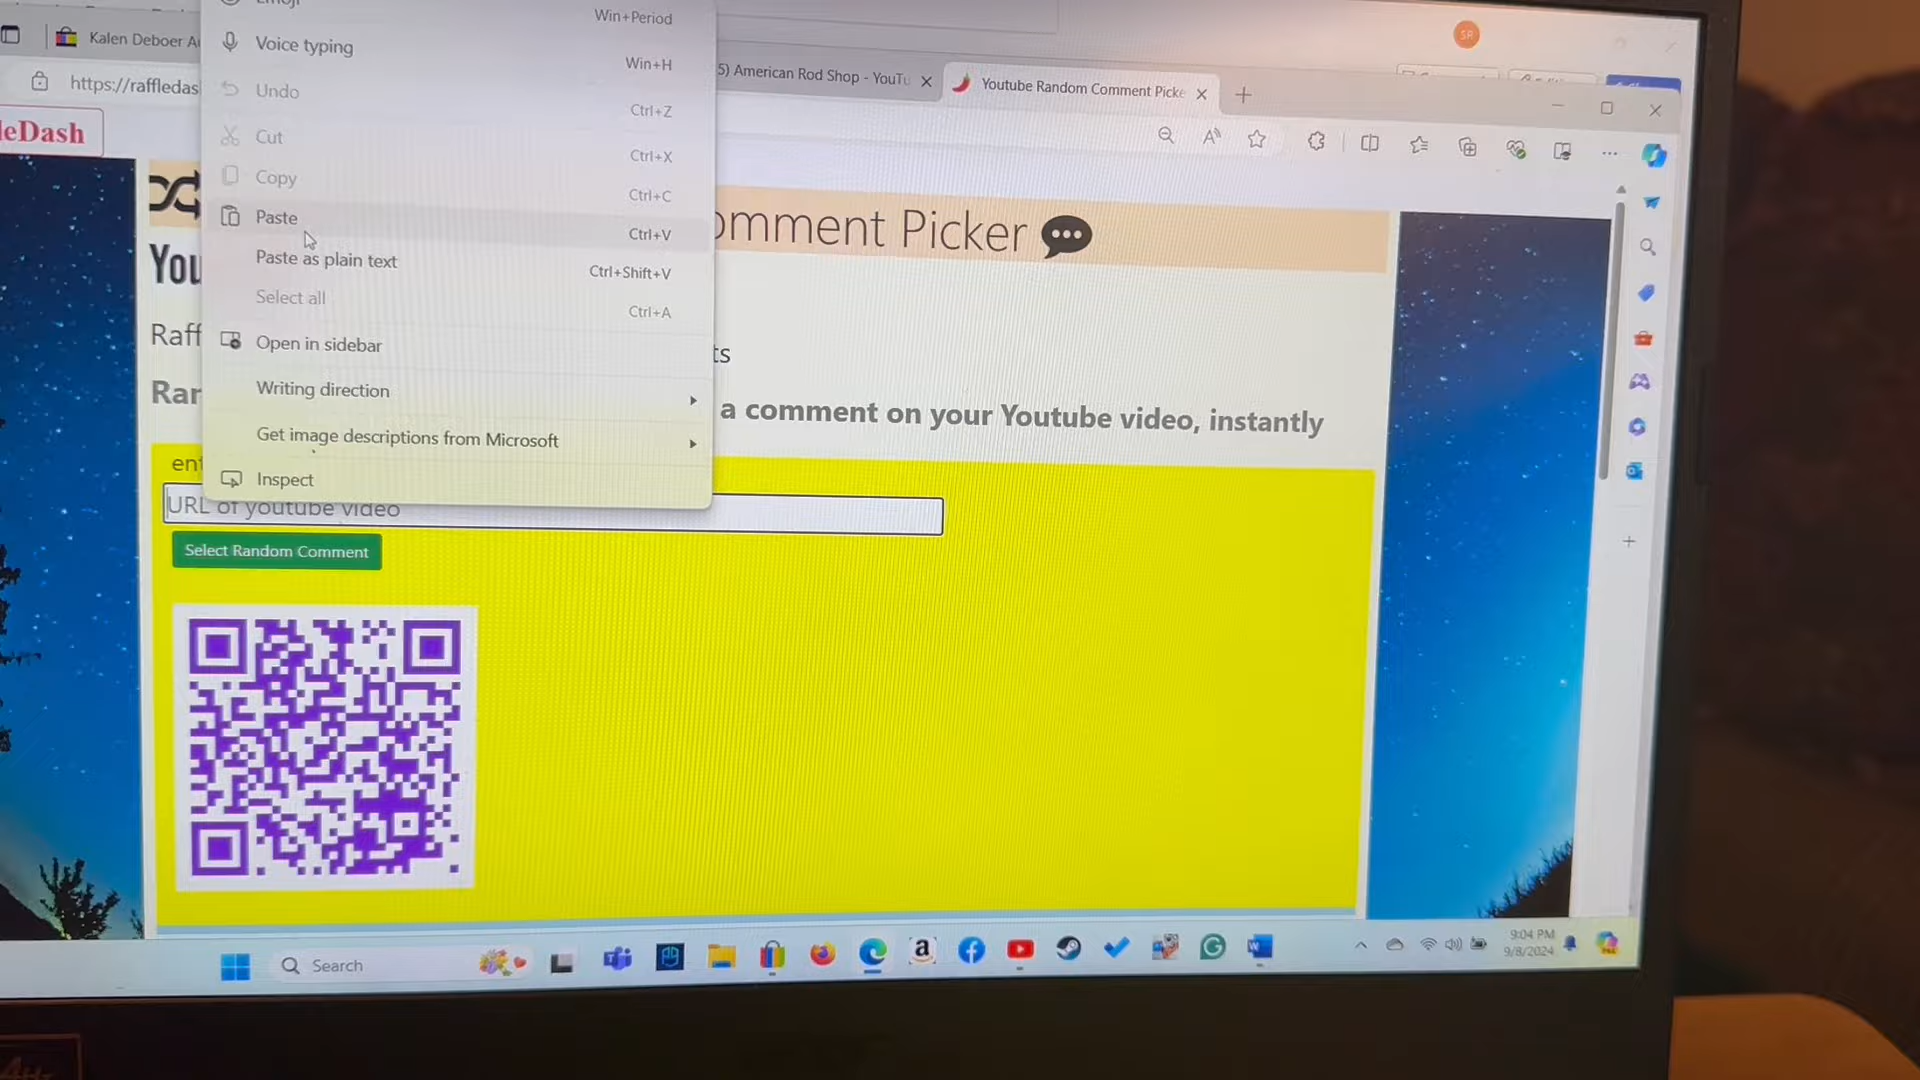 Win+Period
Kalen Deboer
Voice typing
Win+H
5) American Rod Shop - YouTu
Youtube Random Comment Picke
SR
https://raffledas
Undo
Ctrl+Z
leDash
Cut
Ctrl+X
Copy
Ctrl+C
Paste
Ctrl+V
omment Picker
You
Paste as plain text
Ctrl+Shift+V
Select all
Ctrl+A
Raff
Open in sidebar
ts
Ran
Writing direction
a comment on your Youtube video, instantly
Get image descriptions from Microsoft
ent
Inspect
URL of youtube video
Select Random Comment
Search
9:04 PM
9/8/2024